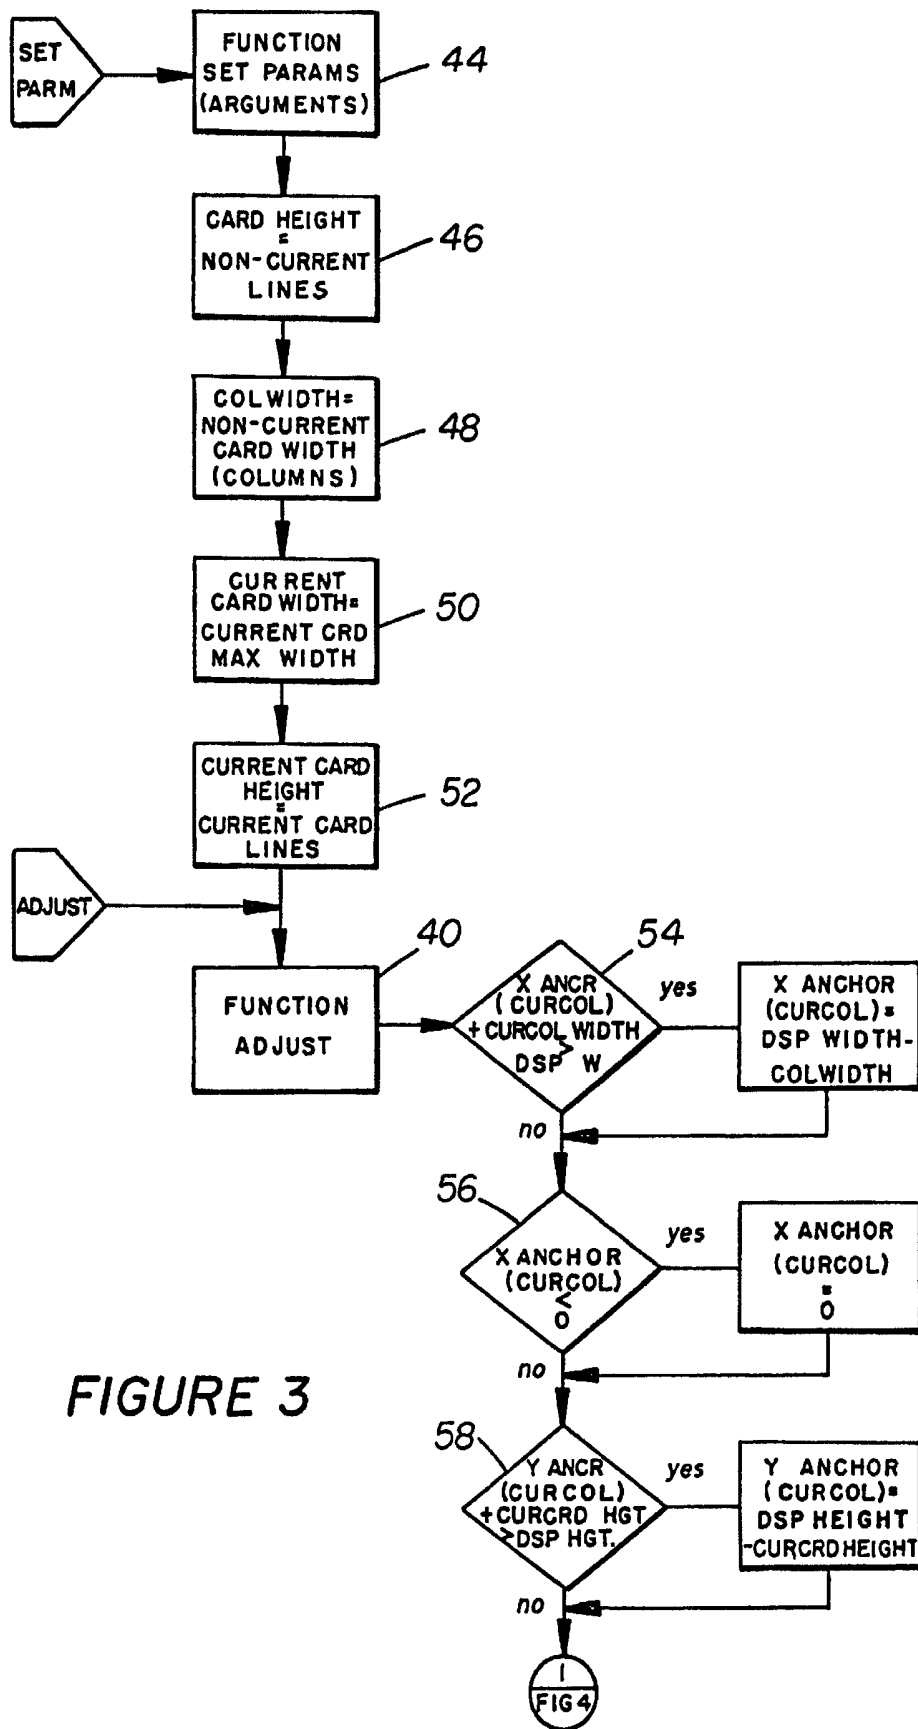 SET
PARM
FUNCTION
SET PARAMS
(ARGUMENTS)
44
CARD HEIGHT
=
NON-CURRENT
LINES
46
COLWIDTH=
NON-CURRENT
CARD WIDTH
(COLUMNS)
48
CURRENT
CARD WIDTH=
CURRENT CRD
MAX WIDTH
50
CURRENT CARD
HEIGHT
=
CURRENT CARD
LINES
52
ADJUST
FUNCTION
ADJUST
40
X ANCR
(CURCOL)
+CURCOL WIDTH
>
DSP W
54
yes
X ANCHOR
(CURCOL)=
DSP WIDTH-
COLWIDTH
no
56
X ANCHOR
(CURCOL)
<
0
yes
X ANCHOR
(CURCOL)
=
0
no
FIGURE 3
58
Y ANCR
(CURCOL)
+CURCRD HGT
>DSP HGT.
yes
Y ANCHOR
(CURCOL)=
DSP HEIGHT
-CURCRDHEIGHT
no
1
FIG 4